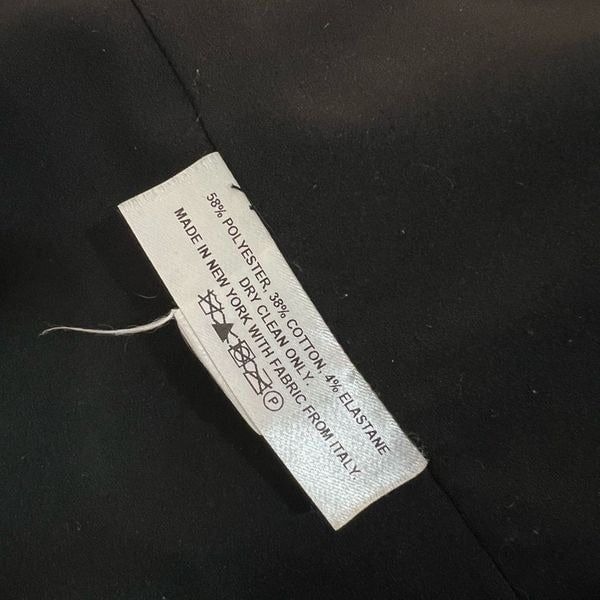 58% POLYESTER, 38% COTTON, 4% ELASTANE
DRY CLEAN ONLY.
MADE IN NEW YORK WITH FABRIC FROM ITALY.
P